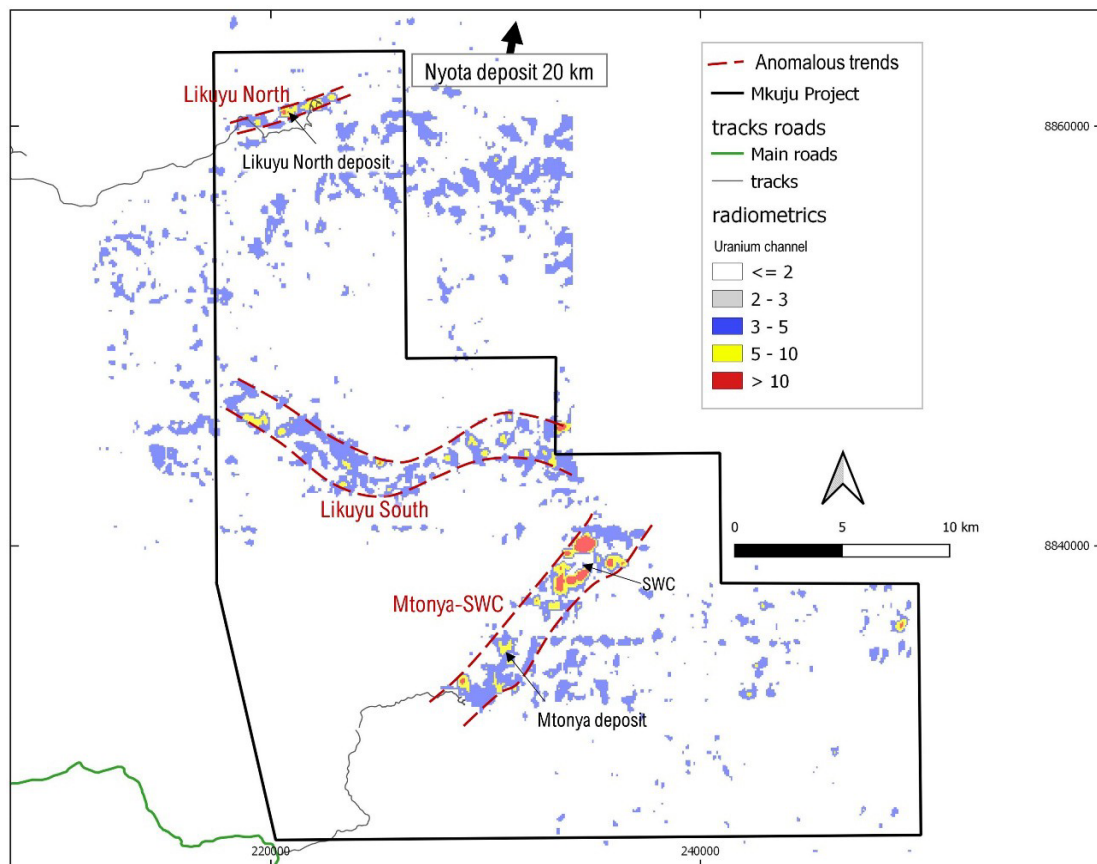 Nyota deposit 20 km
Likuyu North
Likuyu North deposit
Anomalous trends
Mkuju Project
tracks roads
Main roads
tracks
radiometrics
Uranium channel
<= 2
2 - 3
3 - 5
5 - 10
> 10
8860000
Likuyu South
0 5 10 km
8840000
SWC
Mtonya-SWC
Mtonya deposit
220000 240000